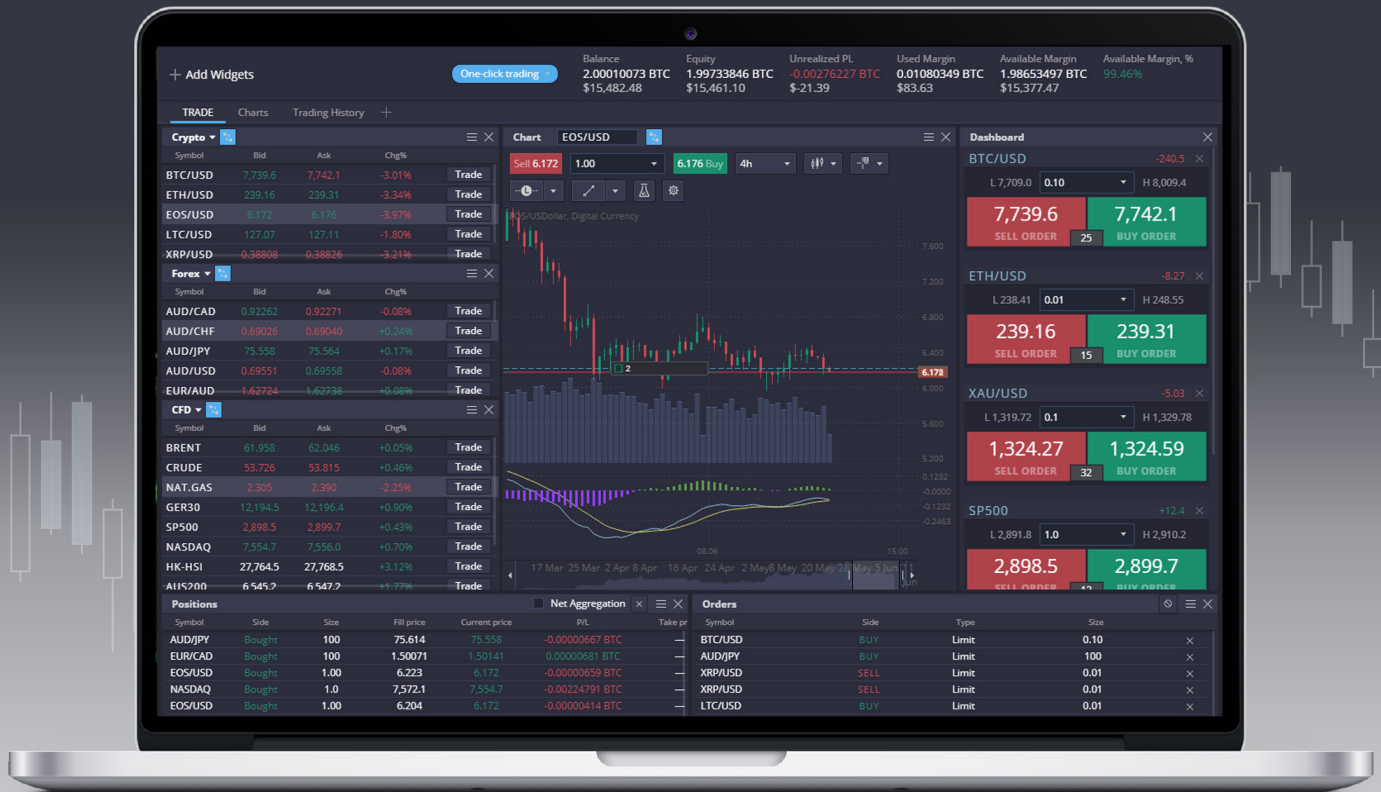 Balance Equity Unrealized PL Used Margin Available Margin Available Margin, %
+ Add Widgets One-click trading 2.00010073 BTC 1.99733846 BTC -0.00276227 BTC 0.01080349 BTC 1.98653497 BTC 99.46%
$15,482.48 $15,461.10 $-21.39 $83.63 $15,377.47
TRADE Charts Trading History +
Crypto
Symbol Bid Ask Chg%
BTC/USD 7,739.6 7,742.1 -3.01% Trade
ETH/USD 239.16 239.31 -3.34% Trade
EOS/USD 6.172 6.176 -3.97% Trade
LTC/USD 127.07 127.11 -1.80% Trade
XRP/USD 0.38808 0.38826 -3.21% Trade
Forex
Symbol Bid Ask Chg%
AUD/CAD 0.92262 0.92271 -0.08% Trade
AUD/CHF 0.69026 0.69040 +0.24% Trade
AUD/JPY 75.558 75.564 +0.17% Trade
AUD/USD 0.69551 0.69558 -0.08% Trade
EUR/AUD 1.62724 1.62738 +0.08% Trade
CFD
Symbol Bid Ask Chg%
BRENT 61.958 62.046 +0.05% Trade
CRUDE 53.726 53.815 +0.46% Trade
NAT.GAS 2.305 2.390 -2.25% Trade
GER30 12,194.5 12,196.4 +0.90% Trade
SP500 2,898.5 2,899.7 +0.43% Trade
NASDAQ 7,554.7 7,556.0 +0.70% Trade
HK-HSI 27,764.5 27,768.5 +3.12% Trade
AUS200 6,545.2 6,547.2 +1.77% Trade
Chart EOS/USD
Sell 6.172 1.00 6.176 Buy 4h
L
EOS/USDollar, Digital Currency
7.600
7.200
6.800
6.400
2
6.172
6.000
5.600
5.200
0.1232
-0.0000
-0.1232
-0.2463
08.06 15:00
17 Mar 25 Mar 2 Apr 8 Apr 16 Apr 24 Apr 2 May 8 May 20 May 5 Jun
Dashboard
BTC/USD -240.5
L 7,709.0 0.10 H 8,009.4
7,739.6 7,742.1
SELL ORDER 25 BUY ORDER
ETH/USD -8.27
L 238.41 0.01 H 248.55
239.16 239.31
SELL ORDER 15 BUY ORDER
XAU/USD -5.03
L 1,319.72 0.1 H 1,329.78
1,324.27 1,324.59
SELL ORDER 32 BUY ORDER
SP500 +12.4
L 2,891.8 1.0 H 2,910.2
2,898.5 2,899.7
SELL ORDER 12 BUY ORDER
Positions Net Aggregation
Symbol Side Size Fill price Current price P/L Take pr
AUD/JPY Bought 100 75.614 75.558 -0.00000667 BTC —
EUR/CAD Bought 100 1.50071 1.50141 0.00000681 BTC —
EOS/USD Bought 1.00 6.223 6.172 -0.00000659 BTC —
NASDAQ Bought 1.0 7,572.1 7,554.7 -0.00224791 BTC —
EOS/USD Bought 1.00 6.204 6.172 -0.00000414 BTC —
Orders
Symbol Side Type Size
BTC/USD BUY Limit 0.10
AUD/JPY BUY Limit 100
XRP/USD SELL Limit 0.01
XRP/USD SELL Limit 0.01
LTC/USD BUY Limit 0.01